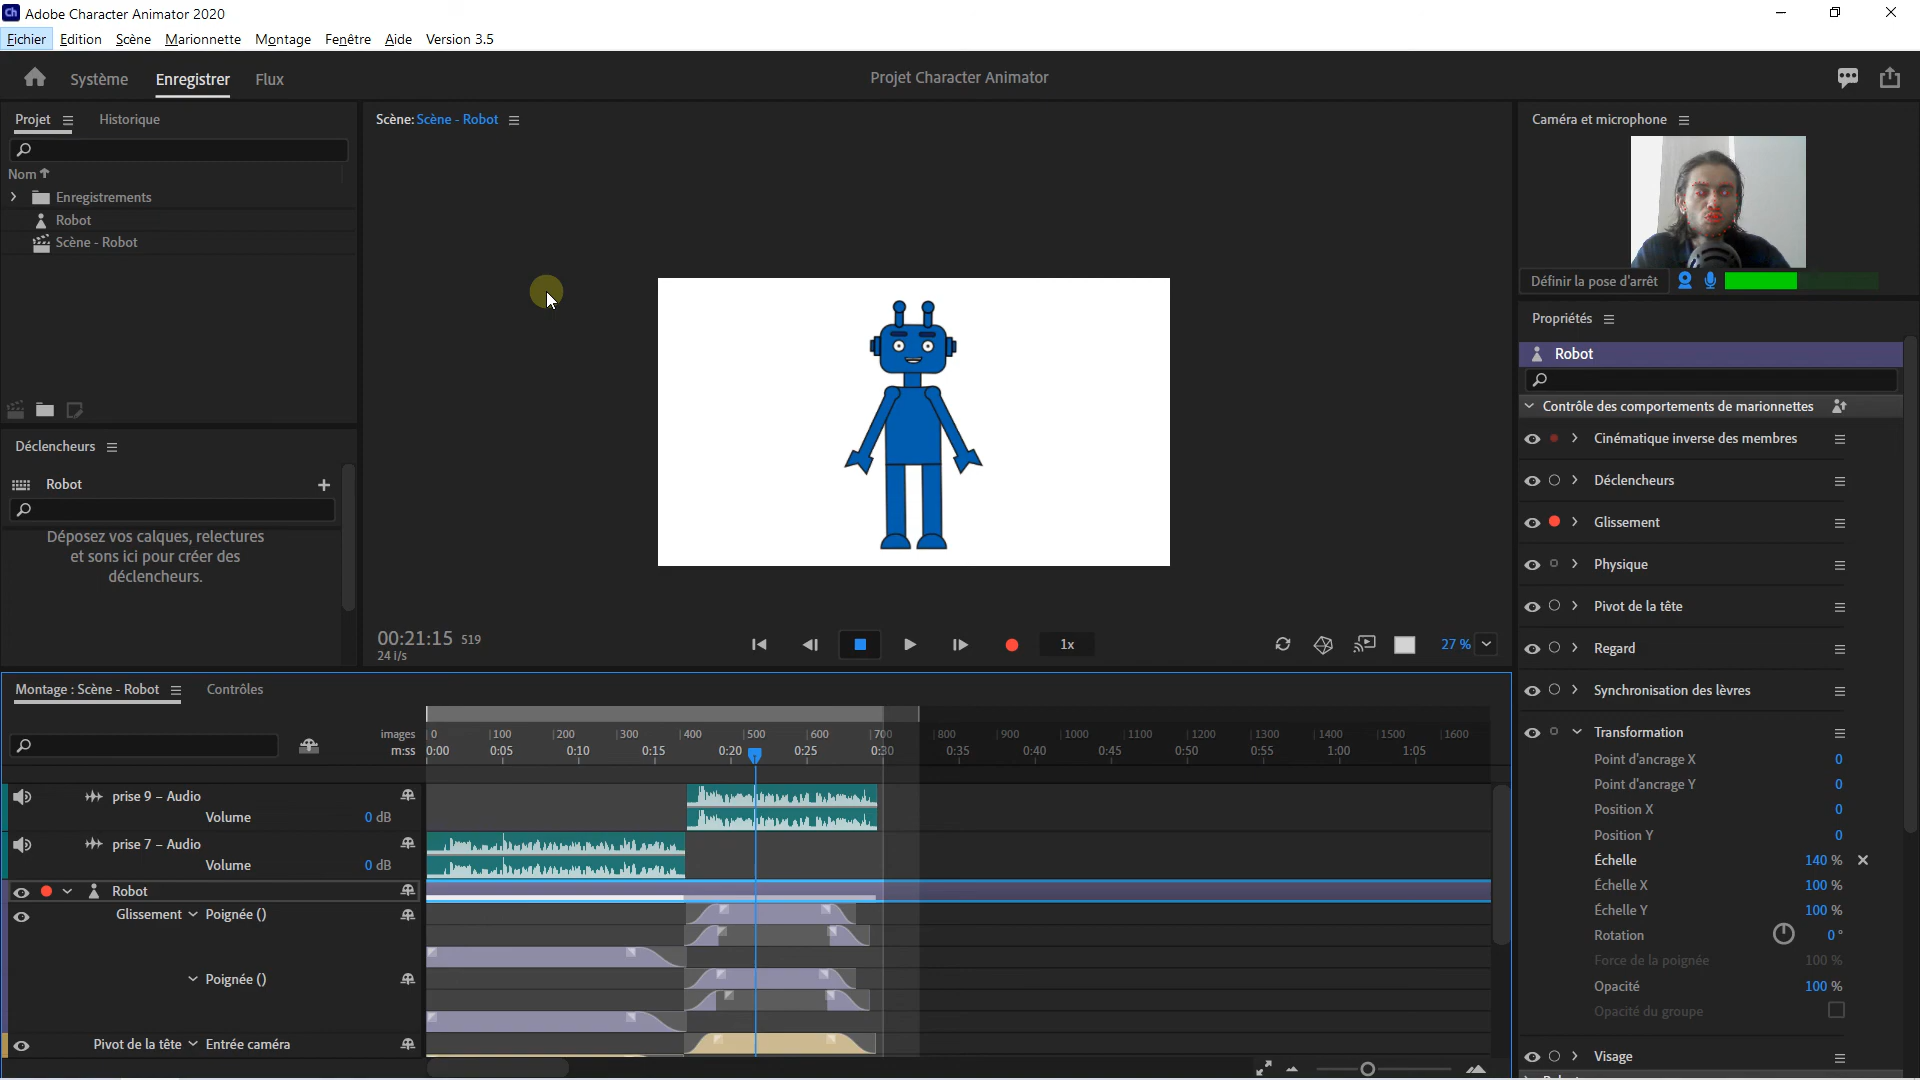 Ch Adobe Character Animator 2020
Fichier Edition Scène Marionnette Montage Fenêtre Aide Version 3.5
Système Enregistrer Flux
Projet Character Animator
Projet Historique
Nom
Enregistrements
Robot
Scène - Robot
Scène: Scène - Robot
Caméra et microphone
Définir la pose d'arrêt
Déclencheurs
Robot
+
Déposez vos calques, relectures
et sons ici pour créer des
déclencheurs.
00:21:15 519
24 i/s
1x
27 %
Propriétés
Robot
Contrôle des comportements de marionnettes
Cinématique inverse des membres
Déclencheurs
Glissement
Physique
Pivot de la tête
Regard
Synchronisation des lèvres
Transformation
Point d'ancrage X 0
Point d'ancrage Y 0
Position X 0
Position Y 0
Échelle 140 %
Échelle X 100 %
Échelle Y 100 %
Rotation 0 °
Force de la poignée 100 %
Opacité 100 %
Opacité du groupe
Visage
Montage : Scène - Robot Contrôles
images 0 100 200 300 400 500 600 700 800 900 1000 1100 1200 1300 1400 1500 1600
m:ss 0:00 0:05 0:10 0:15 0:20 0:25 0:30 0:35 0:40 0:45 0:50 0:55 1:00 1:05
prise 9 – Audio
Volume 0 dB
prise 7 – Audio
Volume 0 dB
Robot
Glissement Poignée ()
Poignée ()
Pivot de la tête Entrée caméra